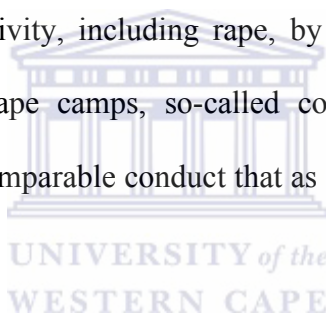 ivity, including rape, by
ape camps, so-called co
mparable conduct that as
UNIVERSITY of the
WESTERN CAPE